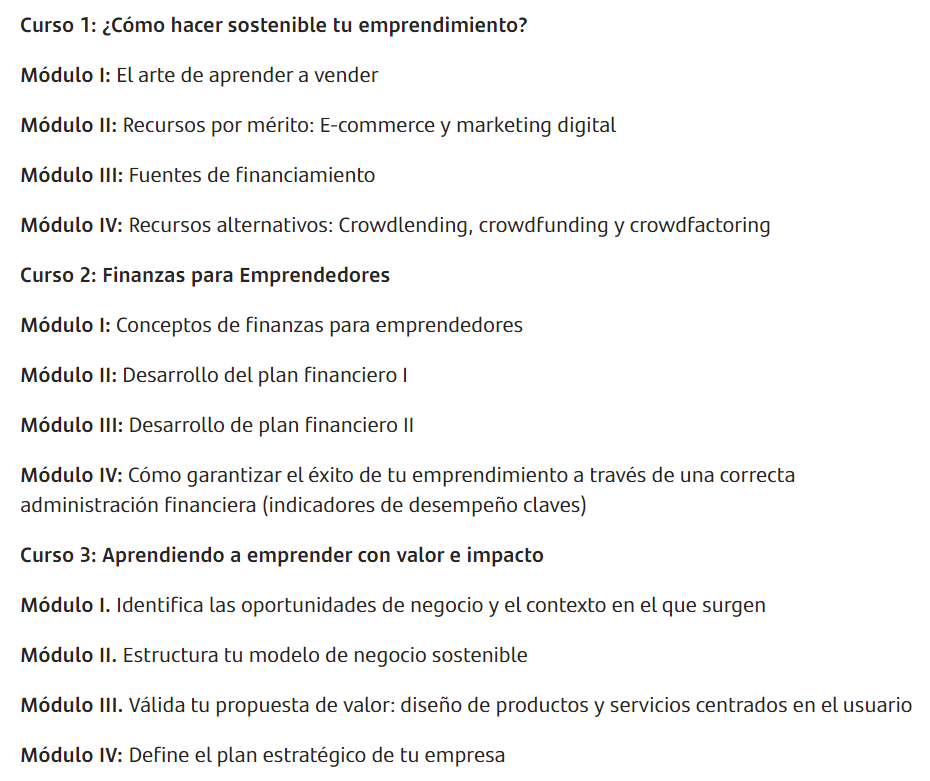 Curso 1: ¿Cómo hacer sostenible tu emprendimiento?
Módulo I: El arte de aprender a vender
Módulo II: Recursos por mérito: E-commerce y marketing digital
Módulo III: Fuentes de financiamiento
Módulo IV: Recursos alternativos: Crowdlending, crowdfunding y crowdfactoring
Curso 2: Finanzas para Emprendedores
Módulo I: Conceptos de finanzas para emprendedores
Módulo II: Desarrollo del plan financiero I
Módulo III: Desarrollo de plan financiero II
Módulo IV: Cómo garantizar el éxito de tu emprendimiento a través de una correcta
administración financiera (indicadores de desempeño claves)
Curso 3: Aprendiendo a emprender con valor e impacto
Módulo I. Identifica las oportunidades de negocio y el contexto en el que surgen
Módulo II. Estructura tu modelo de negocio sostenible
Módulo III. Válida tu propuesta de valor: diseño de productos y servicios centrados en el usuario
Módulo IV: Define el plan estratégico de tu empresa